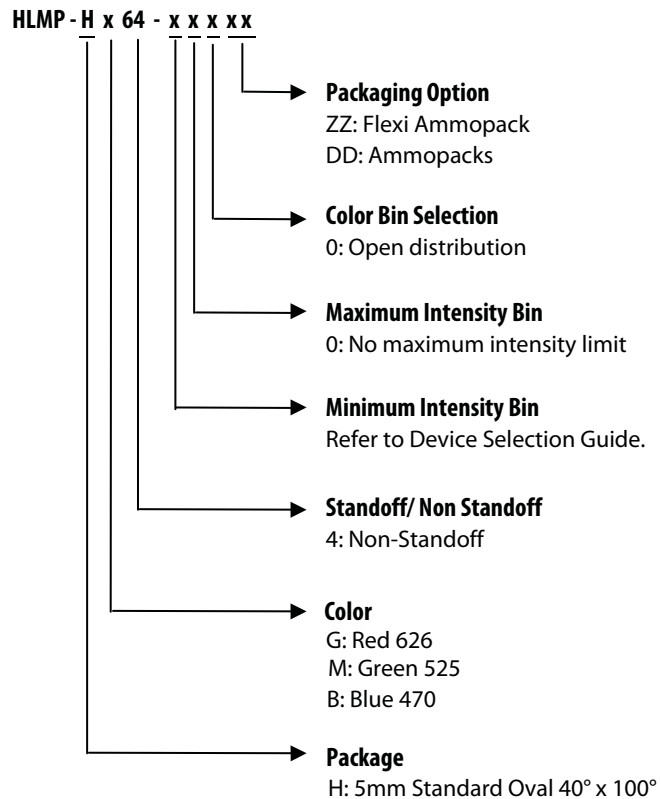 HLMP - H x 64 - x x x x x
Packaging Option
ZZ: Flexi Ammopack
DD: Ammopacks
Color Bin Selection
0: Open distribution
Maximum Intensity Bin
0: No maximum intensity limit
Minimum Intensity Bin
Refer to Device Selection Guide.
Standoff/ Non Standoff
4: Non-Standoff
Color
G: Red 626
M: Green 525
B: Blue 470
Package
H: 5mm Standard Oval 40° x 100°